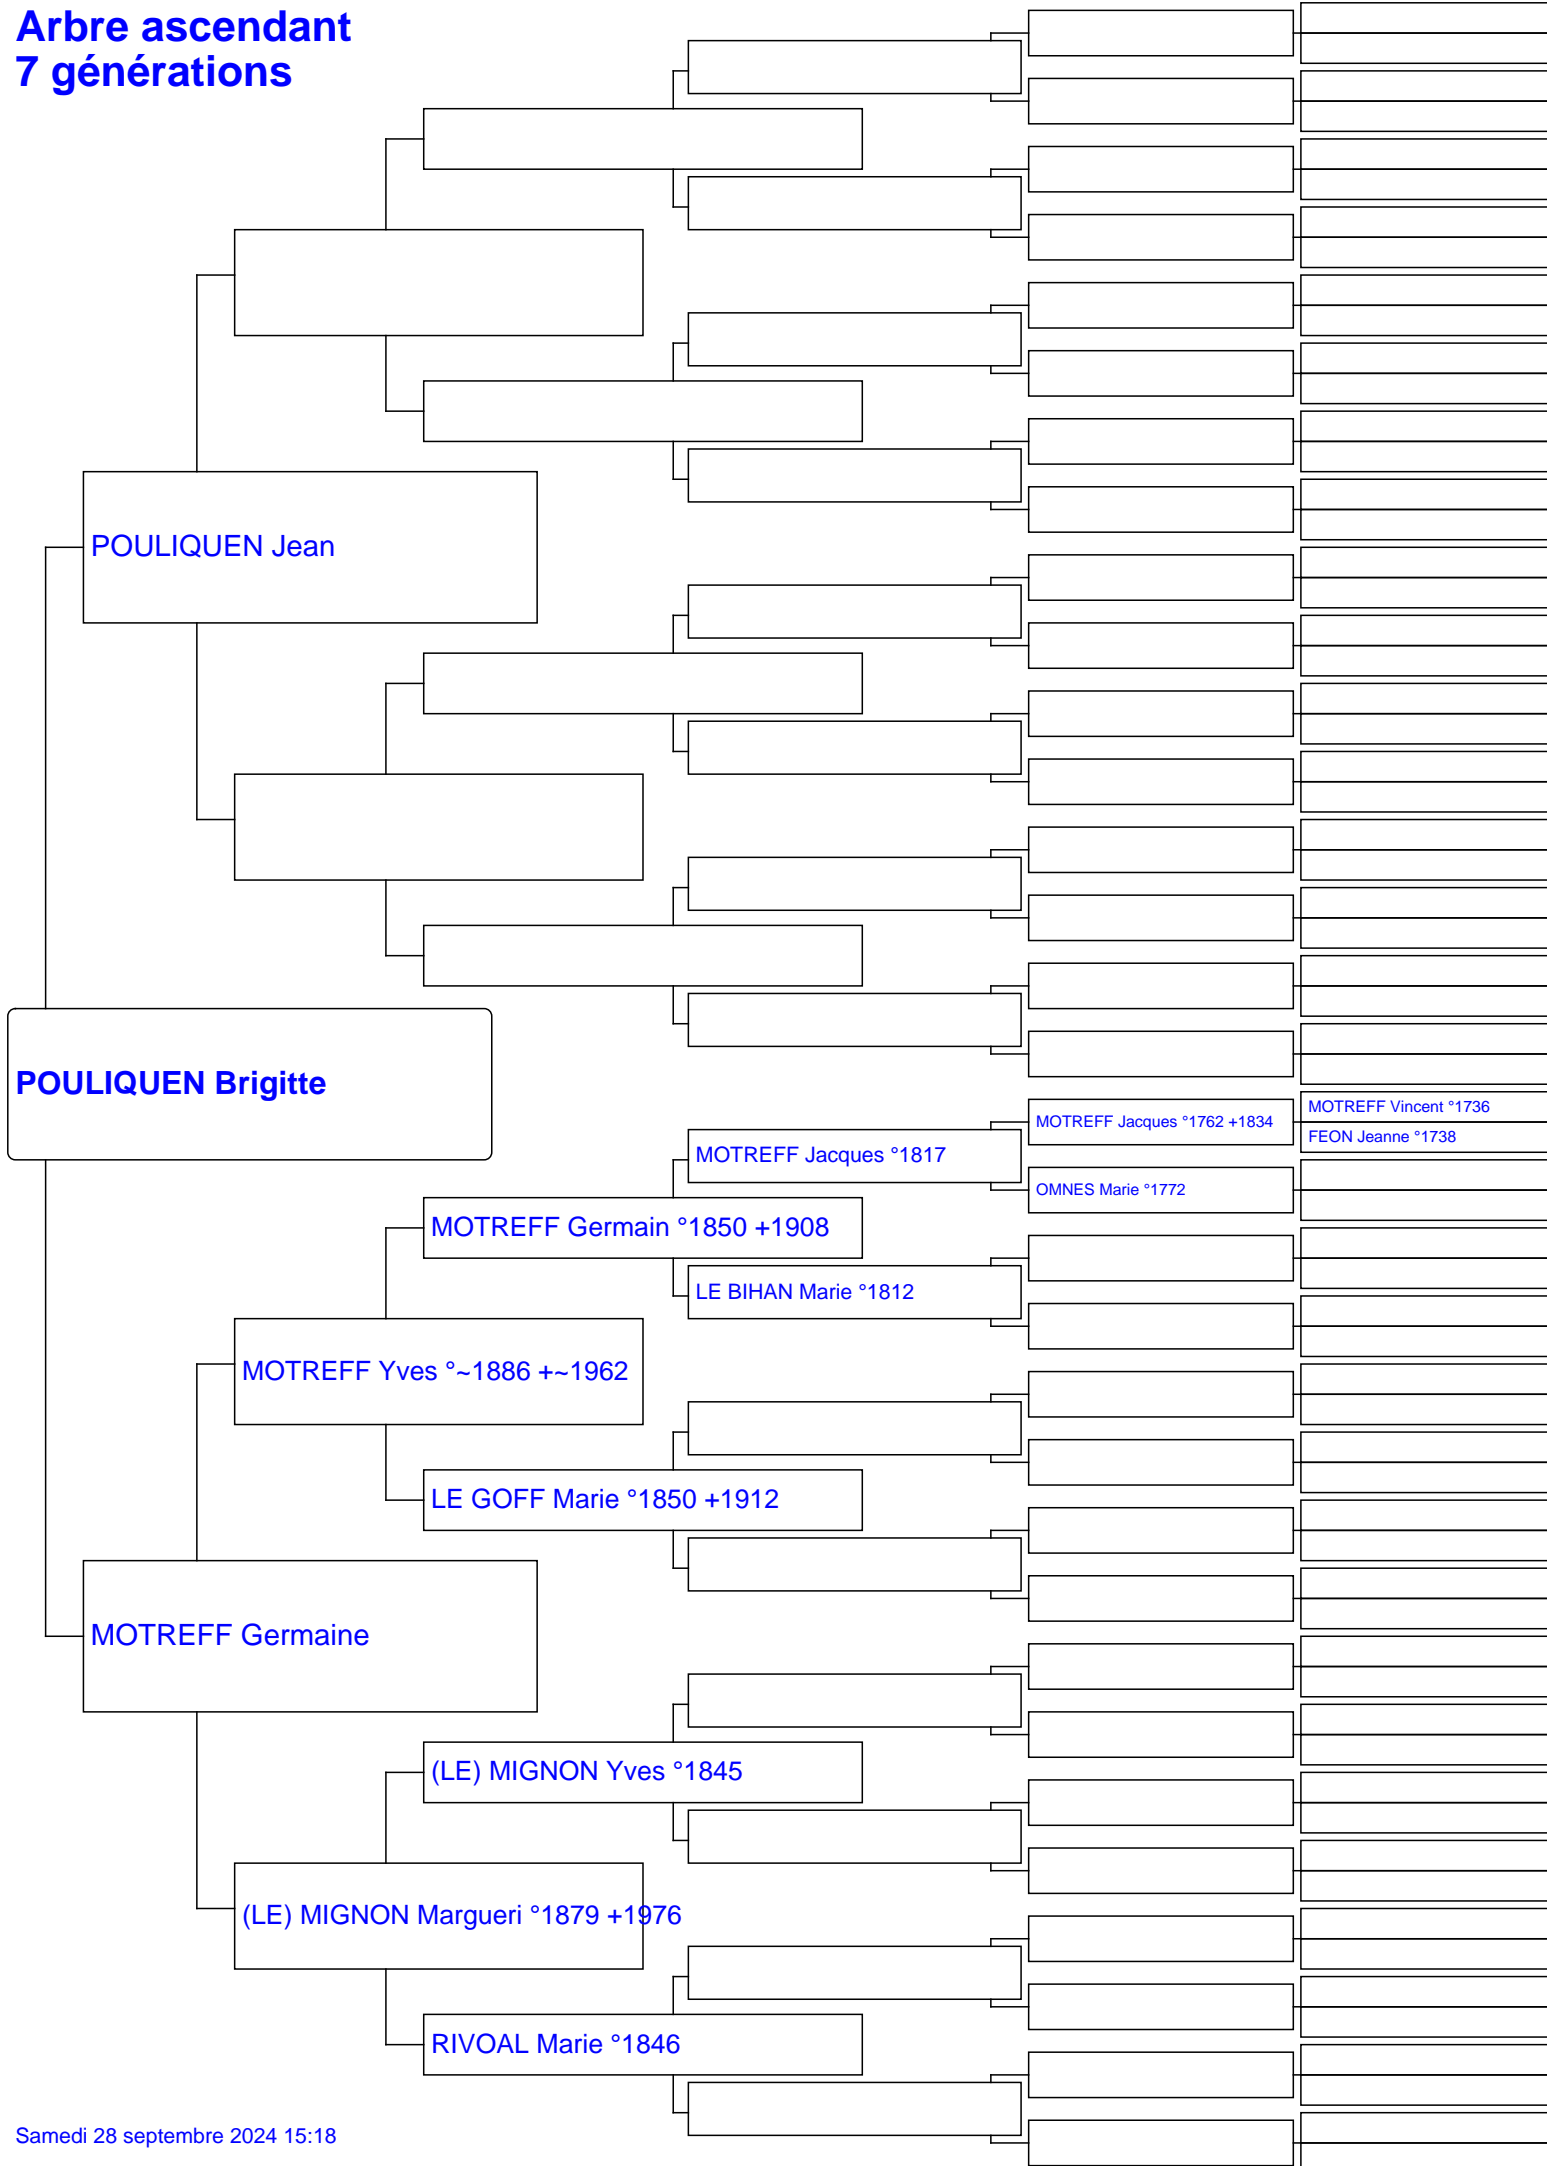 Arbre ascendant
7 générations
POULIQUEN Jean
POULIQUEN Brigitte
MOTREFF Vincent °1736
MOTREFF Jacques °1762 +1834
FEON Jeanne °1738
MOTREFF Jacques °1817
OMNES Marie °1772
MOTREFF Germain °1850 +1908
LE BIHAN Marie °1812
MOTREFF Yves °~1886 +~1962
LE GOFF Marie °1850 +1912
MOTREFF Germaine
(LE) MIGNON Yves °1845
(LE) MIGNON Margueri °1879 +1976
RIVOAL Marie °1846
Samedi 28 septembre 2024 15:18